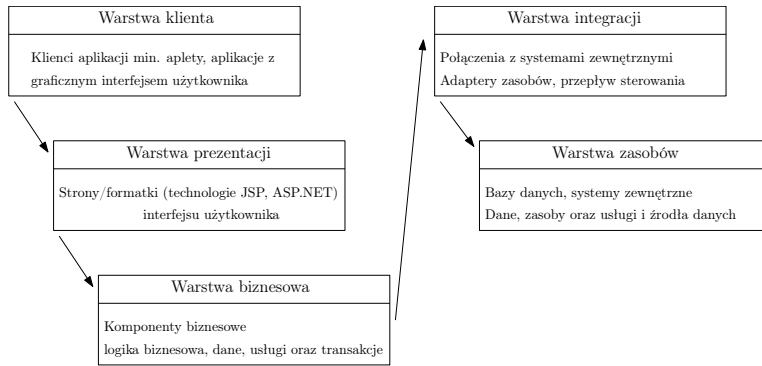 Warstwa klienta
Klienci aplikacji min. aplety, aplikacje z
graficznym interfejsem użytkownika
Warstwa prezentacji
Strony/formatki (technologie JSP, ASP.NET)
interfejsu użytkownika
Warstwa biznesowa
Komponenty biznesowe
logika biznesowa, dane, usługi oraz transakcje
Warstwa integracji
Połączenia z systemami zewnętrznymi
Adaptery zasobów, przepływ sterowania
Warstwa zasobów
Bazy danych, systemy zewnętrzne
Dane, zasoby oraz usługi i źrodła danych